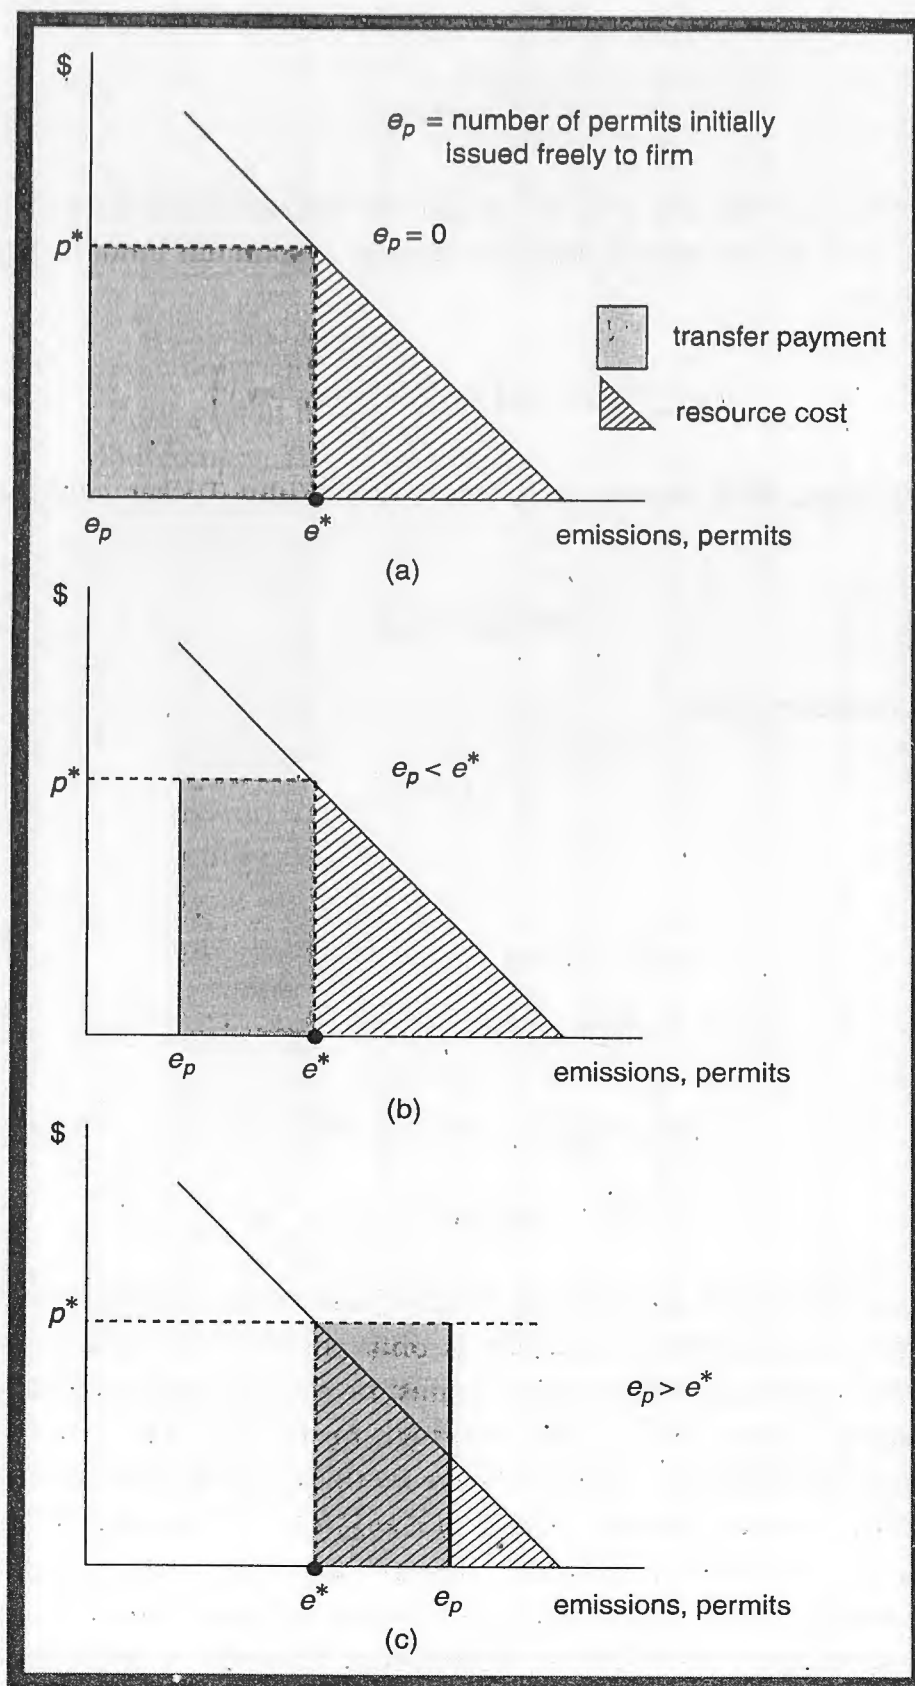 $
e_p = number of permits initially
issued freely to firm
e_p = 0
p*
transfer payment
resource cost
e_p
e*
emissions, permits
(a)
$
e_p < e*
p*
e_p
e*
emissions, permits
(b)
$
p*
e_p > e*
e*
e_p
emissions, permits
(c)